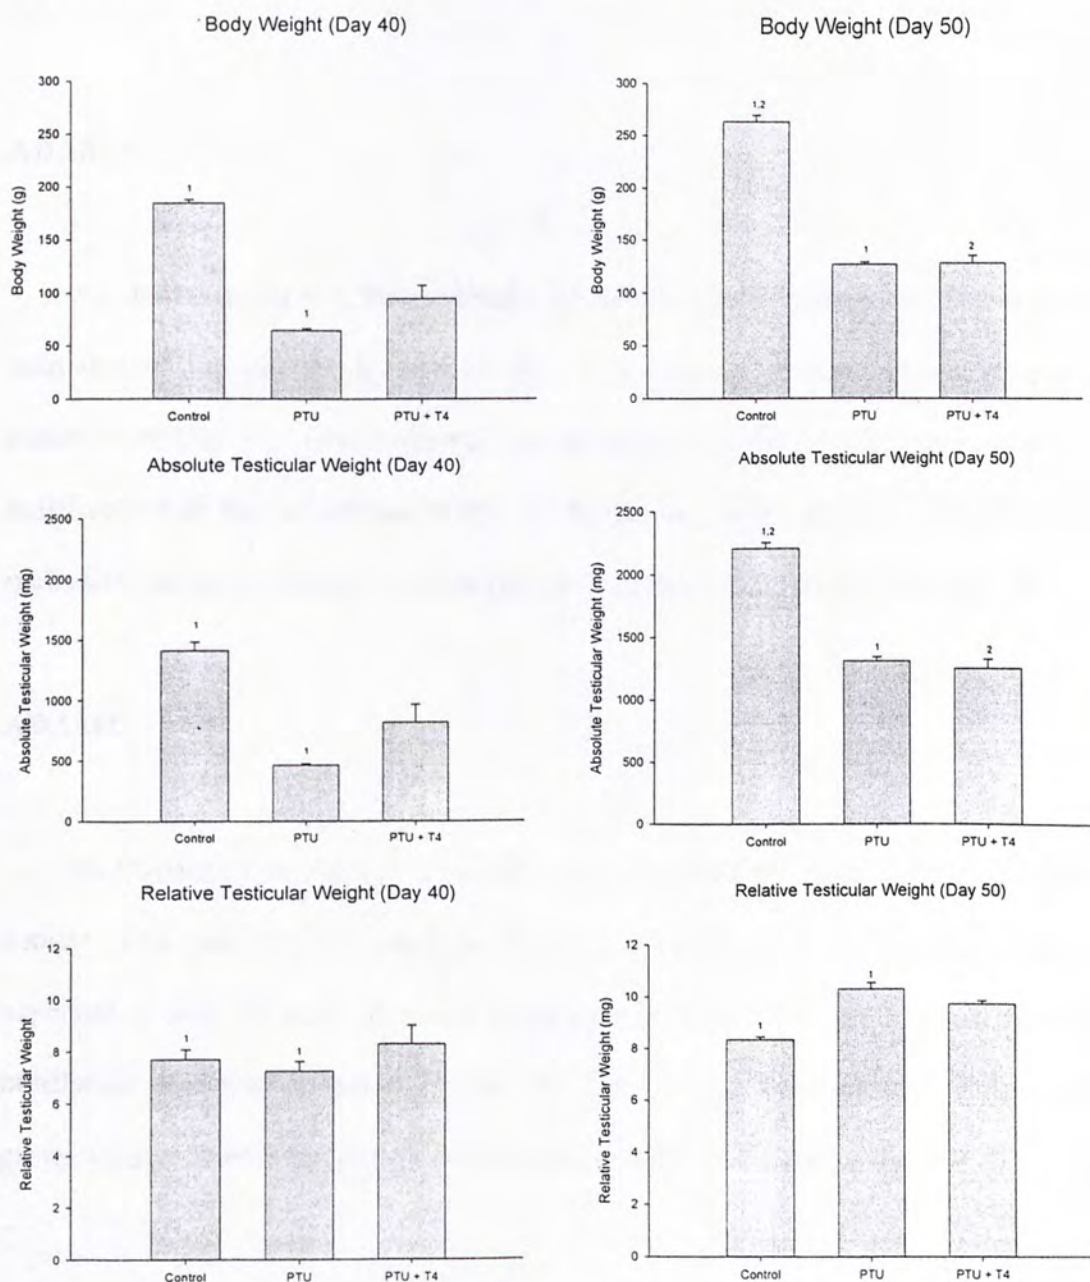 Body Weight (Day 40)
300
250
200
150
100
50
0
Body Weight (g)
1
1
Control
PTU
PTU + T4
Body Weight (Day 50)
300
250
200
150
100
50
0
Body Weight (g)
1,2
1
2
Control
PTU
PTU + T4
Absolute Testicular Weight (Day 40)
2500
2000
1500
1000
500
0
Absolute Testicular Weight (mg)
1
1
Control
PTU
PTU + T4
Absolute Testicular Weight (Day 50)
2500
2000
1500
1000
500
0
Absolute Testicular Weight (mg)
1,2
1
2
Control
PTU
PTU + T4
Relative Testicular Weight (Day 40)
12
10
8
6
4
2
0
Relative Testicular Weight
1
1
Control
PTU
PTU + T4
Relative Testicular Weight (Day 50)
12
10
8
6
4
2
0
Relative Testicular Weight (mg)
1
1
Control
PTU
PTU + T4